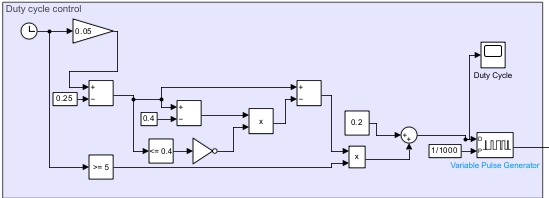 Duty cycle control
0.05
+
−
0.25
+
−
0.4
x
+
−
<= 0.4
>= 5
0.2
x
+
+
Duty Cycle
D
P
1/1000
Variable Pulse Generator